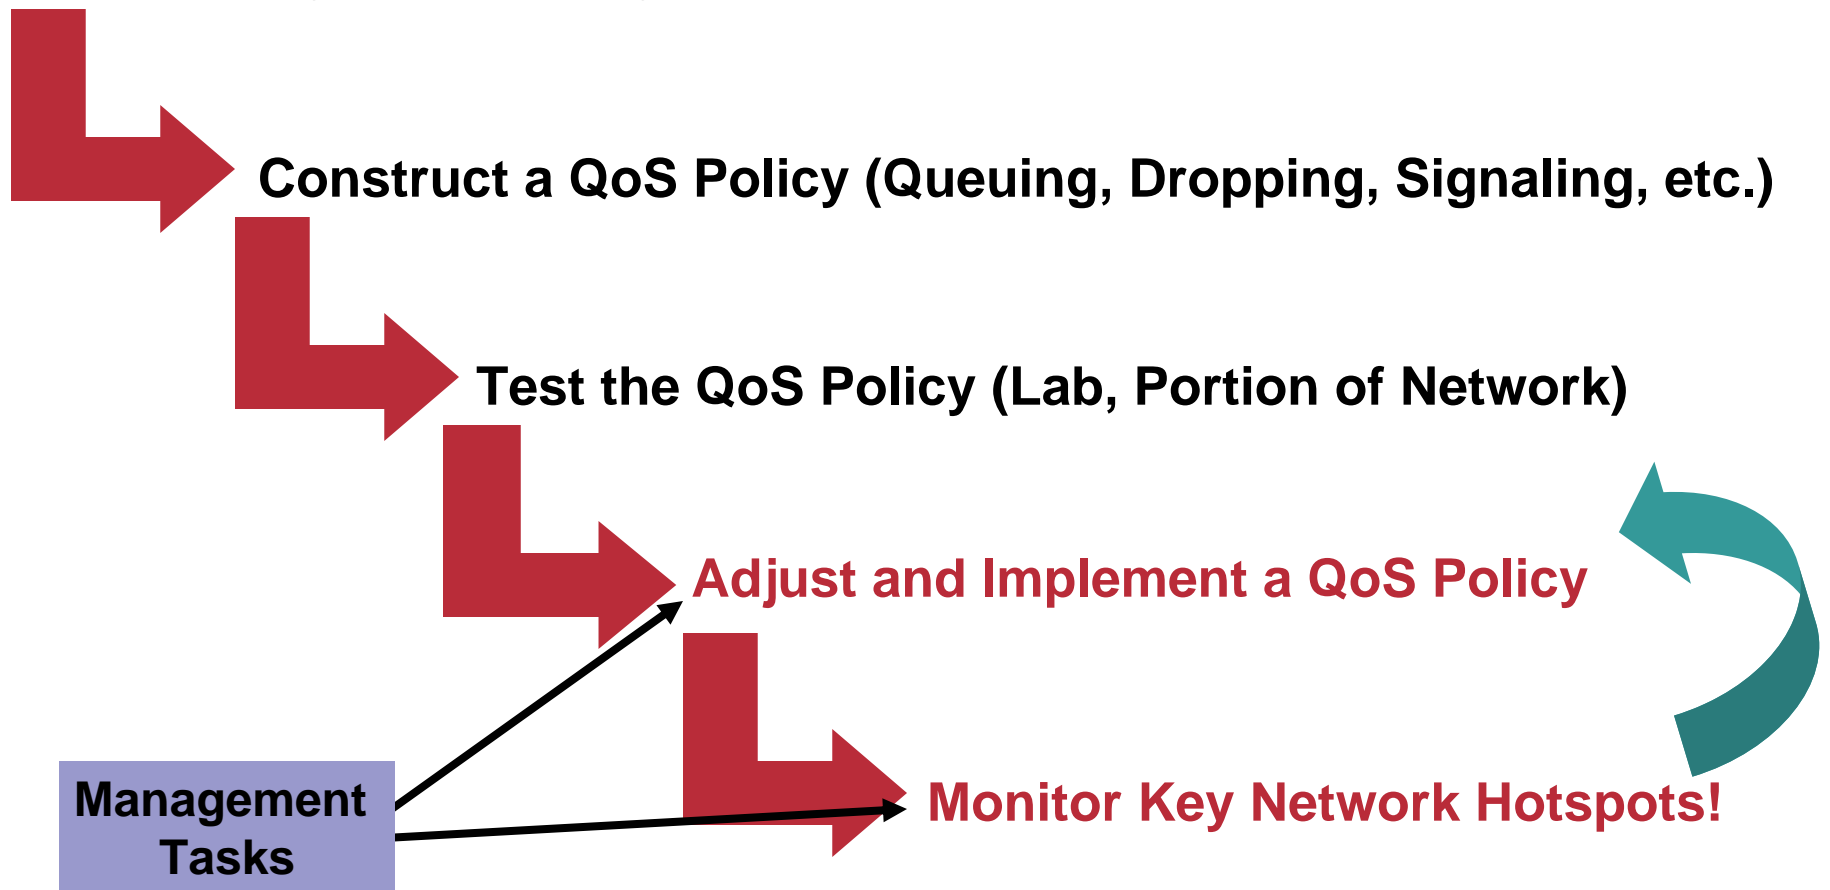 Construct a QoS Policy (Queuing, Dropping, Signaling, etc.)
Test the QoS Policy (Lab, Portion of Network)
Adjust and Implement a QoS Policy
Monitor Key Network Hotspots!
Management
Tasks